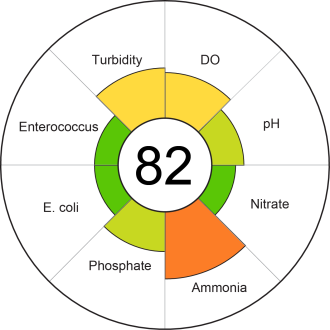 Turbidity
DO
Enterococcus
pH
82
E. coli
Nitrate
Phosphate
Ammonia